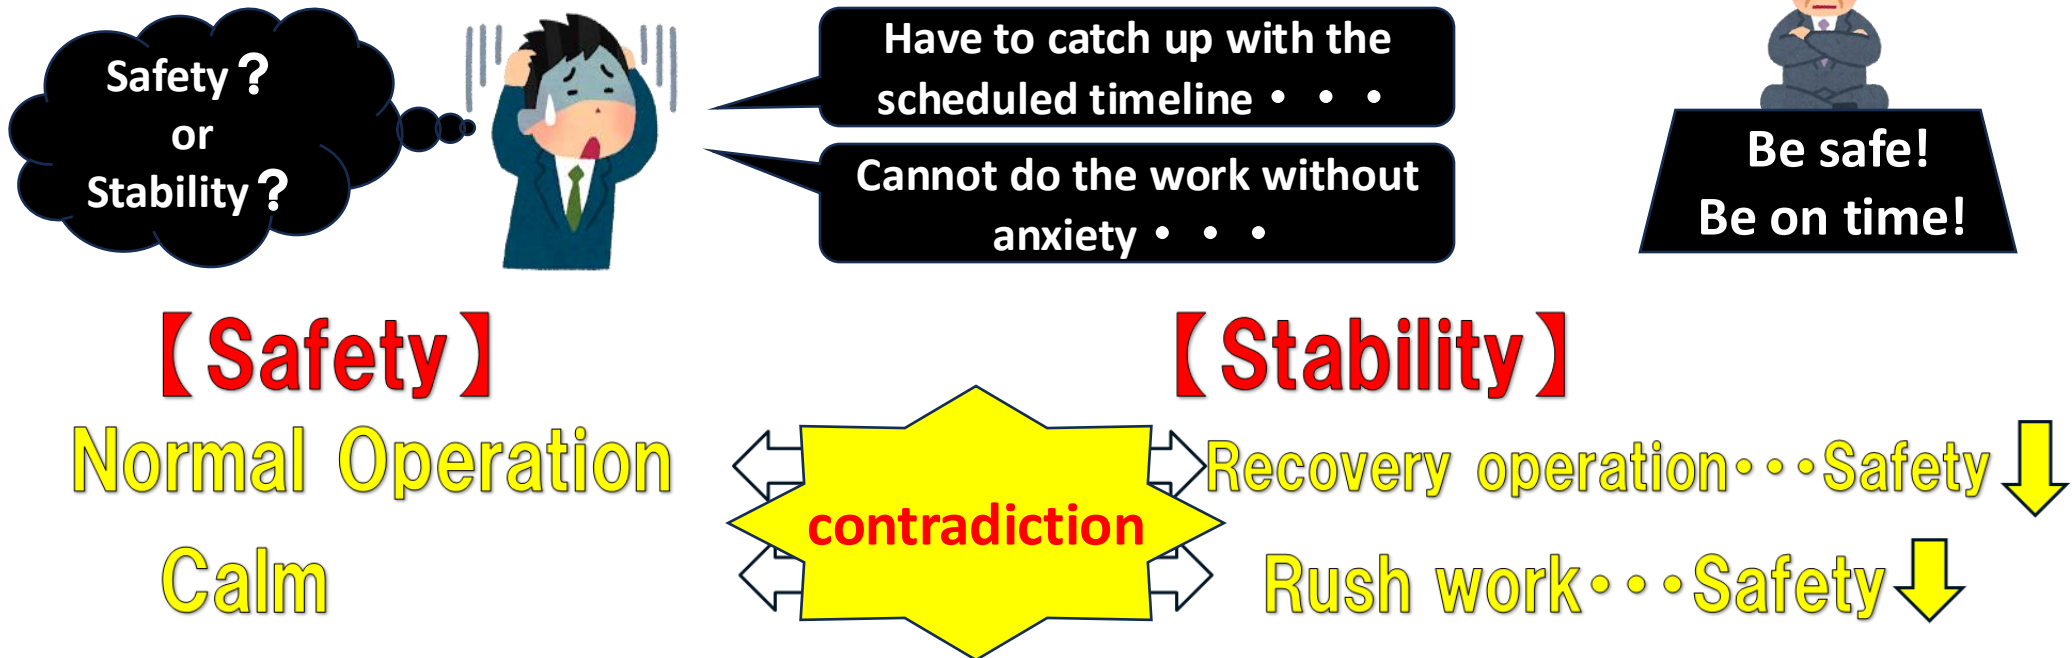 Safety？
or
Stability？
Have to catch up with the
scheduled timeline・・・
Cannot do the work without
anxiety・・・
Be safe!
Be on time!
【Safety】
【Stability】
Normal Operation
contradiction
Recovery operation・・・Safety
Calm
Rush work・・・Safety